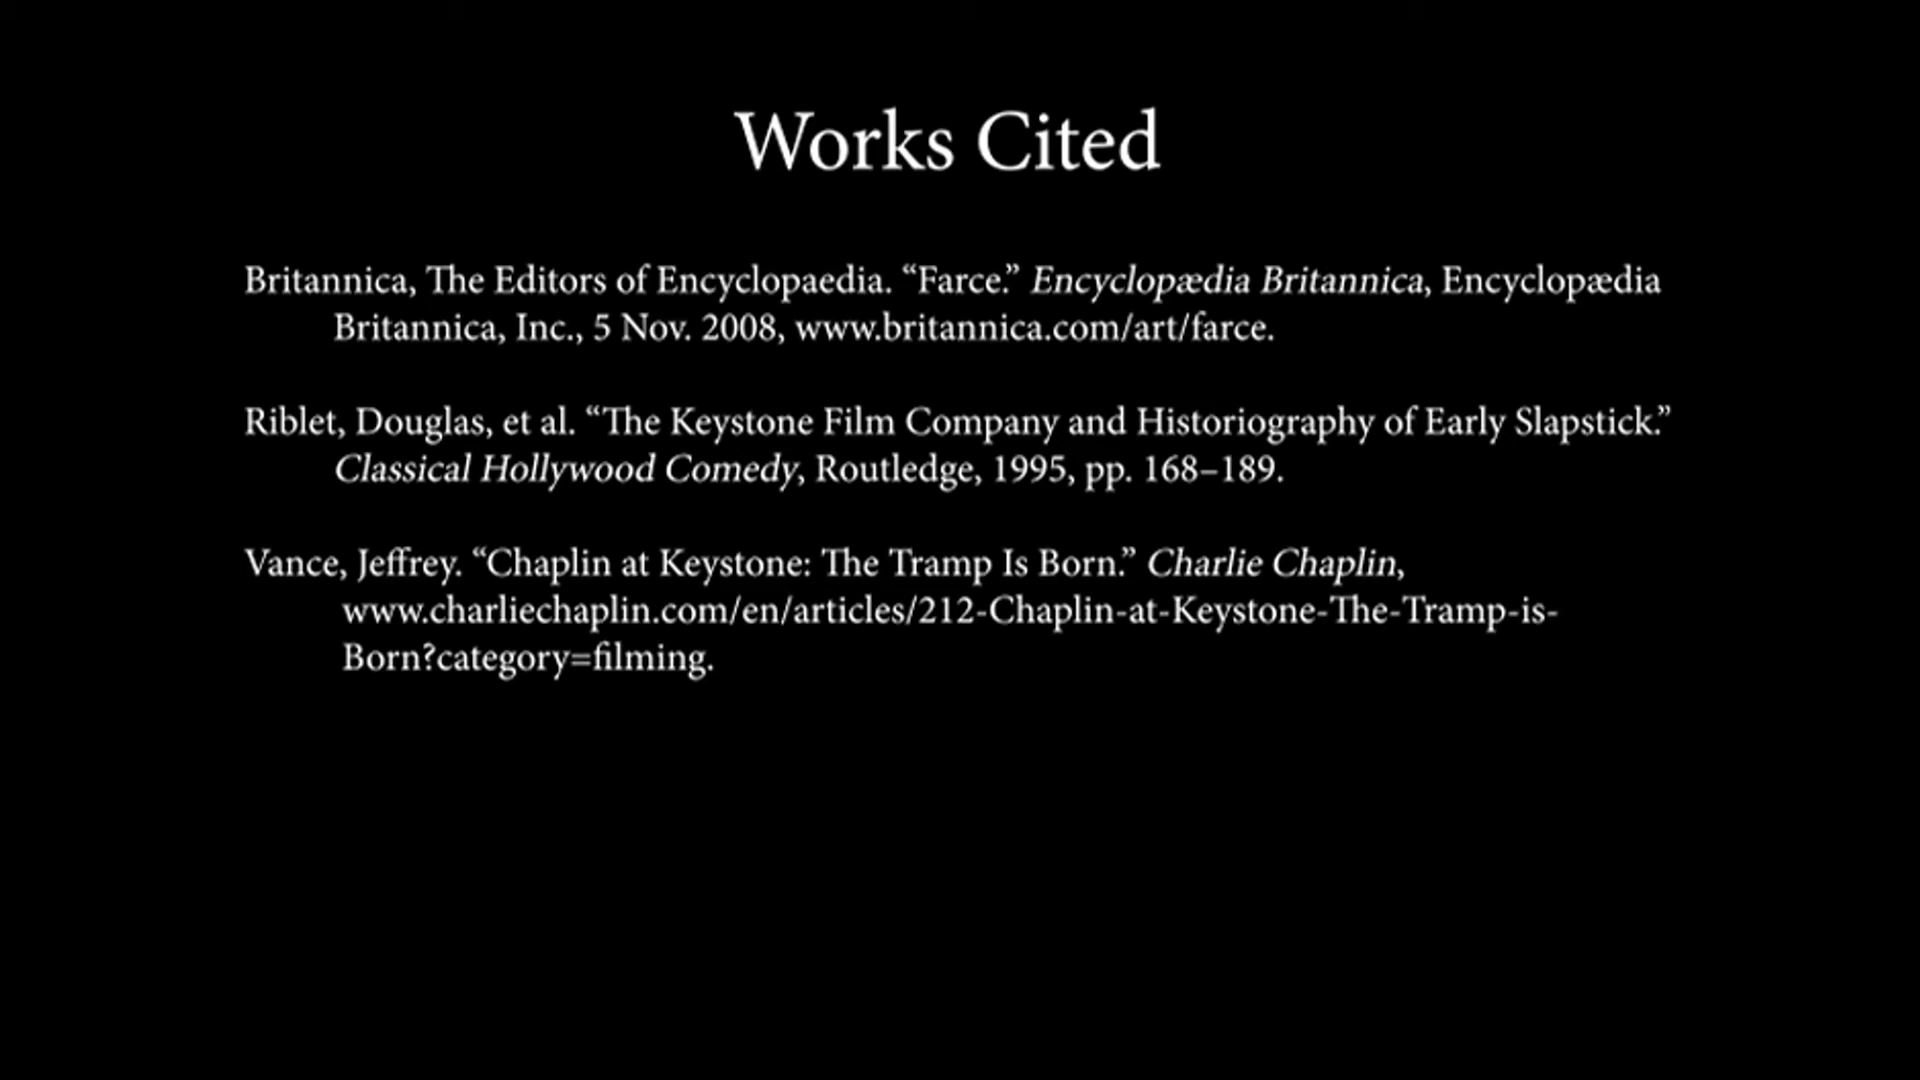 Works Cited
Britannica, The Editors of Encyclopaedia. “Farce.” Encyclopædia Britannica, Encyclopædia
Britannica, Inc., 5 Nov. 2008, www.britannica.com/art/farce.
Riblet, Douglas, et al. “The Keystone Film Company and Historiography of Early Slapstick.”
Classical Hollywood Comedy, Routledge, 1995, pp. 168–189.
Vance, Jeffrey. “Chaplin at Keystone: The Tramp Is Born.” Charlie Chaplin,
www.charliechaplin.com/en/articles/212-Chaplin-at-Keystone-The-Tramp-is-
Born?category=filming.